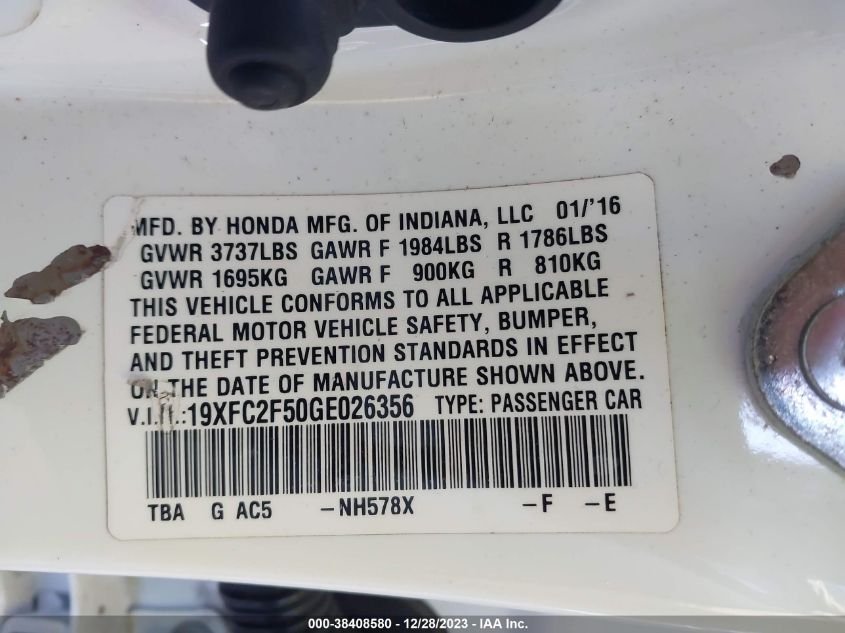 MFD. BY HONDA MFG. OF INDIANA, LLC 01/'16
GVWR 3737LBS GAWR F 1984LBS R 1786LBS
GVWR 1695KG GAWR F 900KG R 810KG
THIS VEHICLE CONFORMS TO ALL APPLICABLE
FEDERAL MOTOR VEHICLE SAFETY, BUMPER,
AND THEFT PREVENTION STANDARDS IN EFFECT
ON THE DATE OF MANUFACTURE SHOWN ABOVE.
V.I.N.:19XFC2F50GE026356 TYPE: PASSENGER CAR
TBA G AC5 -NH578X -F -E
000-38408580 - 12/28/2023 - IAA Inc.